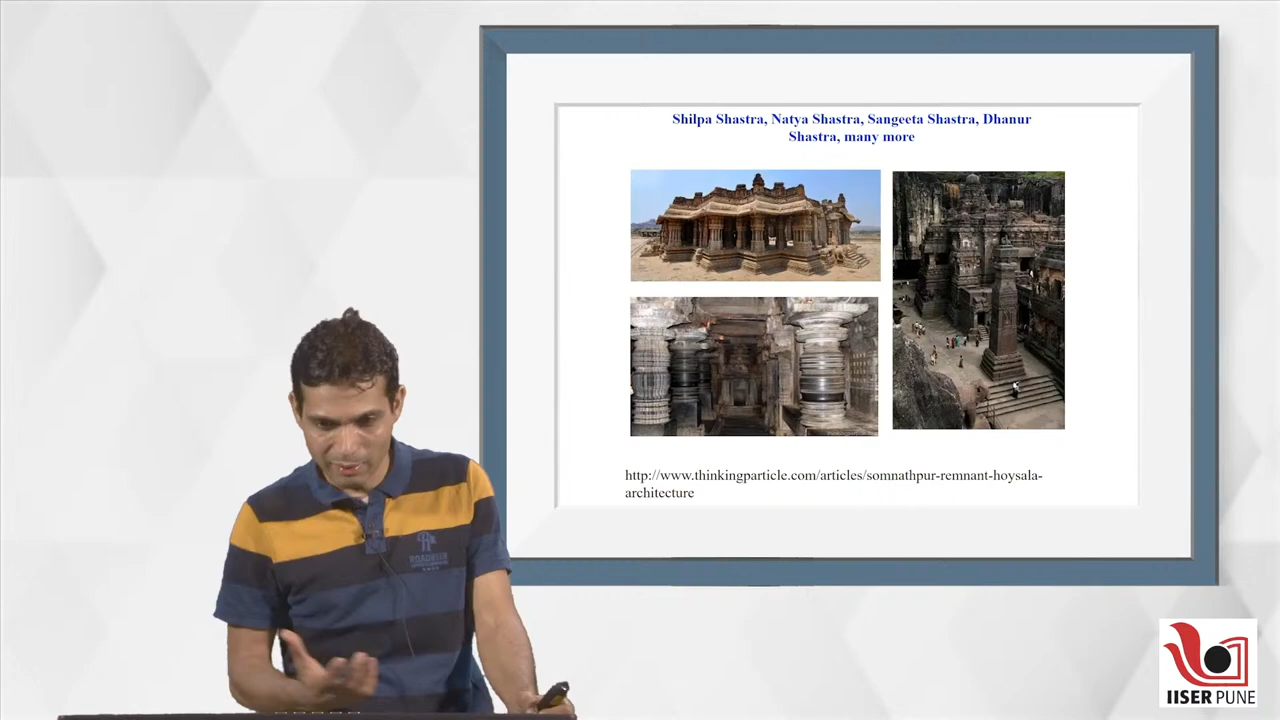 Shilpa Shastra, Natya Shastra, Sangeeta Shastra, Dhanur
Shastra, many more
http://www.thinkingparticle.com/articles/somnathpur-remnant-hoysala-
architecture
IISER PUNE